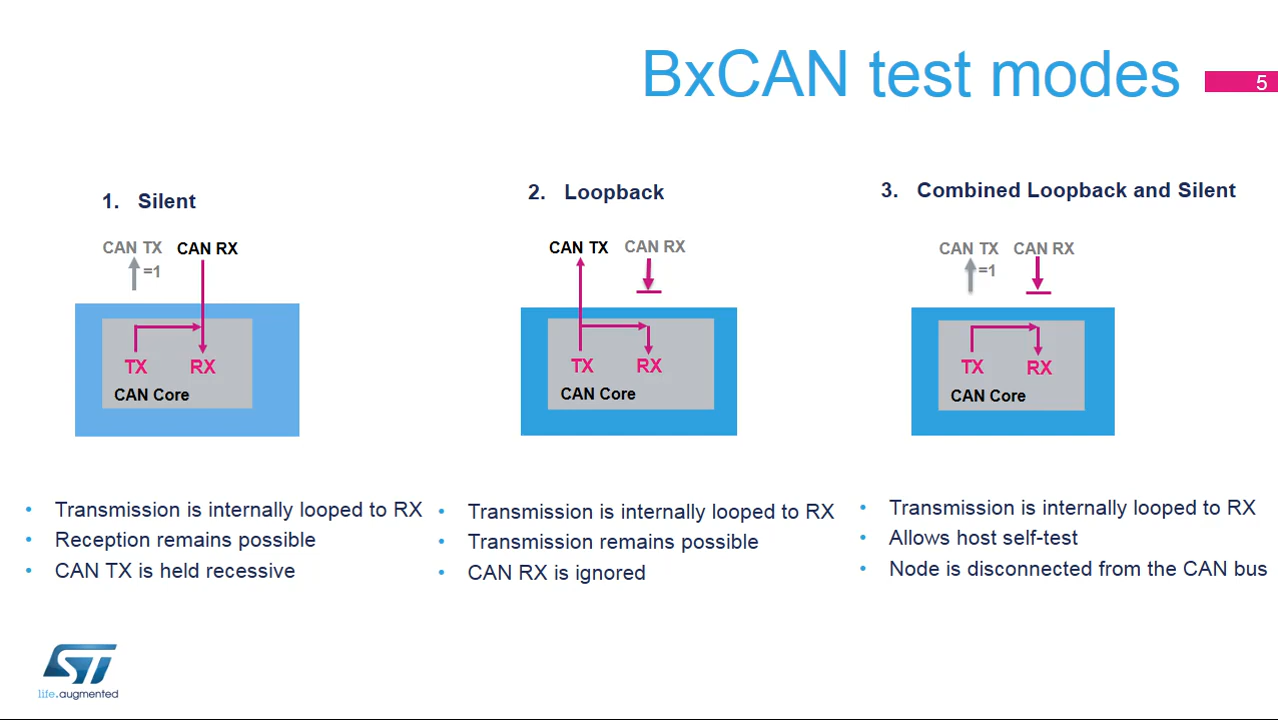 BxCAN test modes
5
1. Silent
CAN TX CAN RX
=1
TX RX
CAN Core
• Transmission is internally looped to RX
• Reception remains possible
• CAN TX is held recessive
2. Loopback
CAN TX CAN RX
TX RX
CAN Core
• Transmission is internally looped to RX
• Transmission remains possible
• CAN RX is ignored
3. Combined Loopback and Silent
CAN TX CAN RX
=1
TX RX
CAN Core
• Transmission is internally looped to RX
• Allows host self-test
• Node is disconnected from the CAN bus
ST
life.augmented